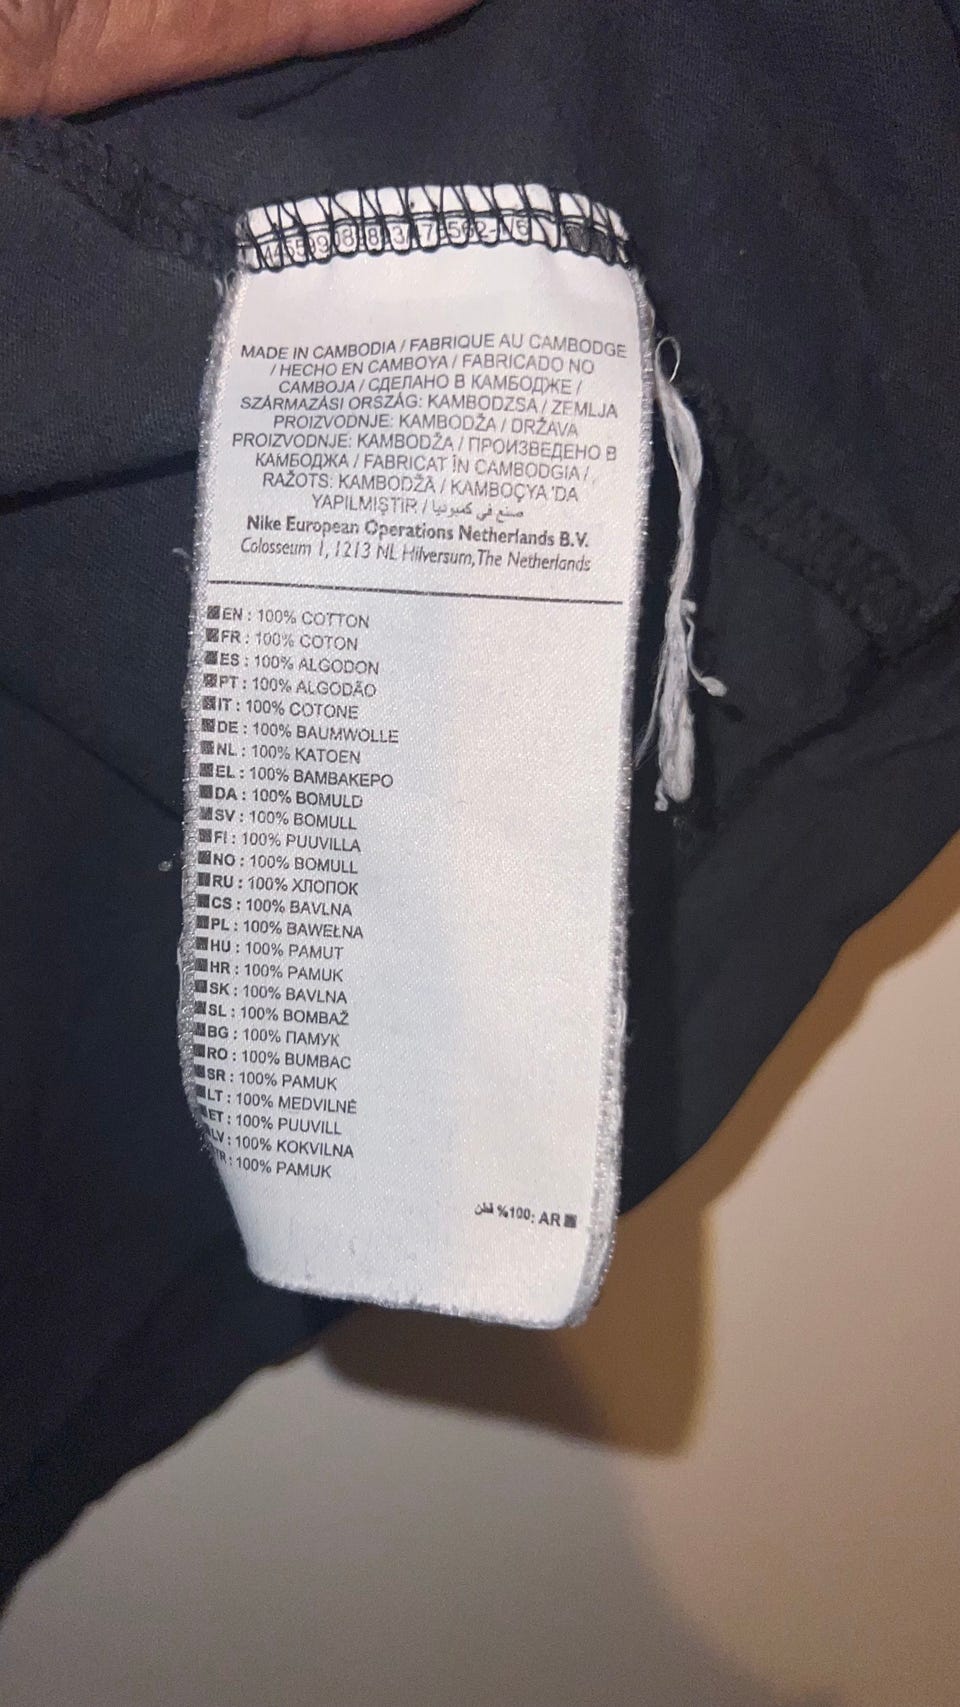 MADE IN CAMBODIA / FABRIQUE AU CAMBODGE
/ HECHO EN CAMBOYA / FABRICADO NO
CAMBOJA / СДЕЛАНО В КАМБОДЖЕ /
SZÁRMAZÁSI ORSZÁG: KAMBODZSA / ZEMLJA
PROIZVODNJE: KAMBODŽA / DRŽAVA
PROIZVODNJE: KAMBODŽA / ПРОИЗВЕДЕНО В
КАМБОДЖА / FABRICAT ÎN CAMBODGIA /
RAŽOTS: KAMBODŽĀ / KAMBOÇYA 'DA
YAPILMIŞTIR / صنع في كمبوديا
Nike European Operations Netherlands B.V.
Colosseum 1, 1213 NL Hilversum, The Netherlands
EN : 100% COTTON
FR : 100% COTON
ES : 100% ALGODON
PT : 100% ALGODÃO
IT : 100% COTONE
DE : 100% BAUMWOLLE
NL : 100% KATOEN
EL : 100% ΒΑΜΒΑΚΕΡΟ
DA : 100% BOMULD
SV : 100% BOMULL
FI : 100% PUUVILLA
NO : 100% BOMULL
RU : 100% ХЛОПОК
CS : 100% BAVLNA
PL : 100% BAWEŁNA
HU : 100% PAMUT
HR : 100% PAMUK
SK : 100% BAVLNA
SL : 100% BOMBAŽ
BG : 100% ПАМУК
RO : 100% BUMBAC
SR : 100% PAMUK
LT : 100% MEDVILNĖ
ET : 100% PUUVILL
LV : 100% KOKVILNA
TR : 100% PAMUK
AR :100% قطن